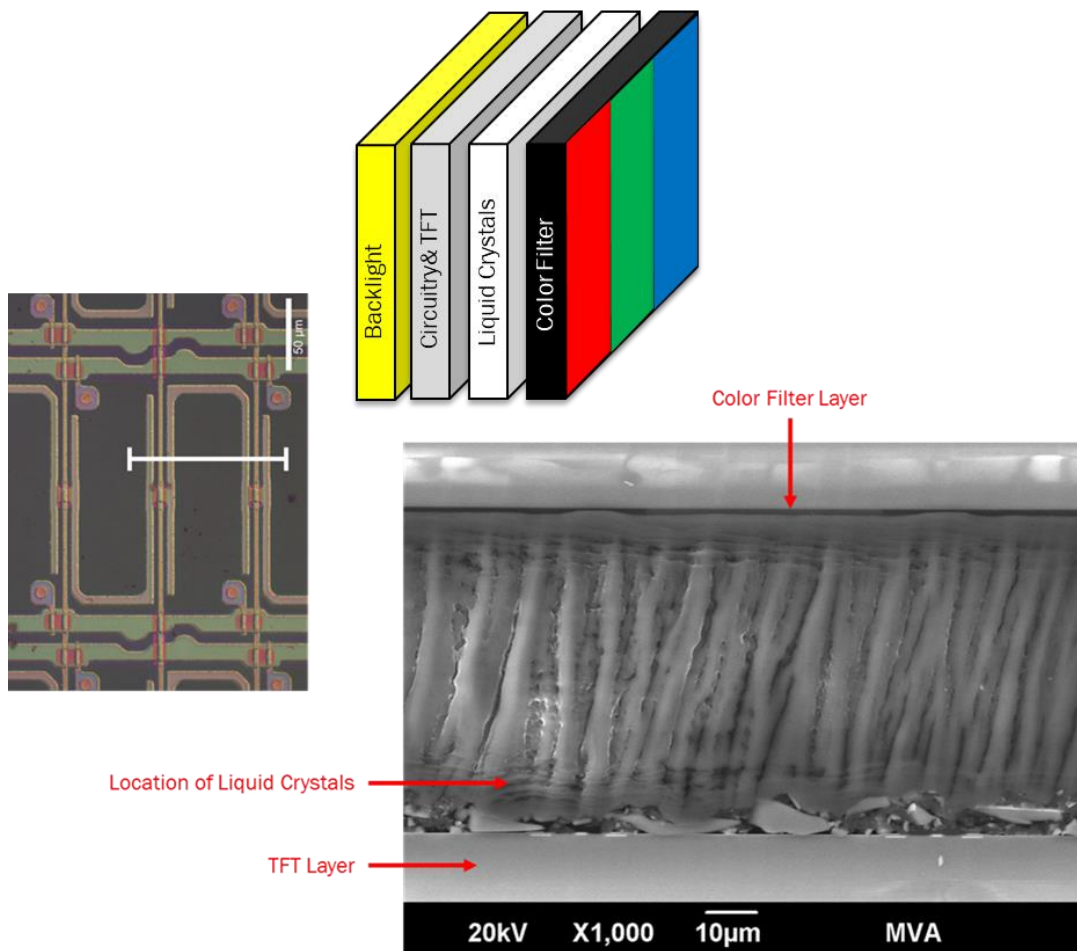 Backlight
Circuitry& TFT
Liquid Crystals
Color Filter
50 µm
Color Filter Layer
Location of Liquid Crystals
TFT Layer
20kV X1,000 10µm MVA